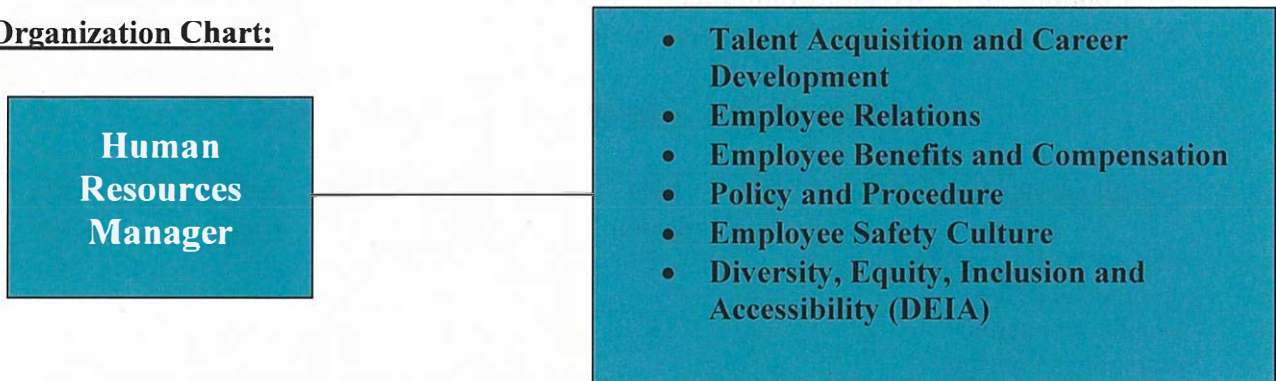 Organization Chart:
Human
Resources
Manager
• Talent Acquisition and Career
Development
• Employee Relations
• Employee Benefits and Compensation
• Policy and Procedure
• Employee Safety Culture
• Diversity, Equity, Inclusion and
Accessibility (DEIA)